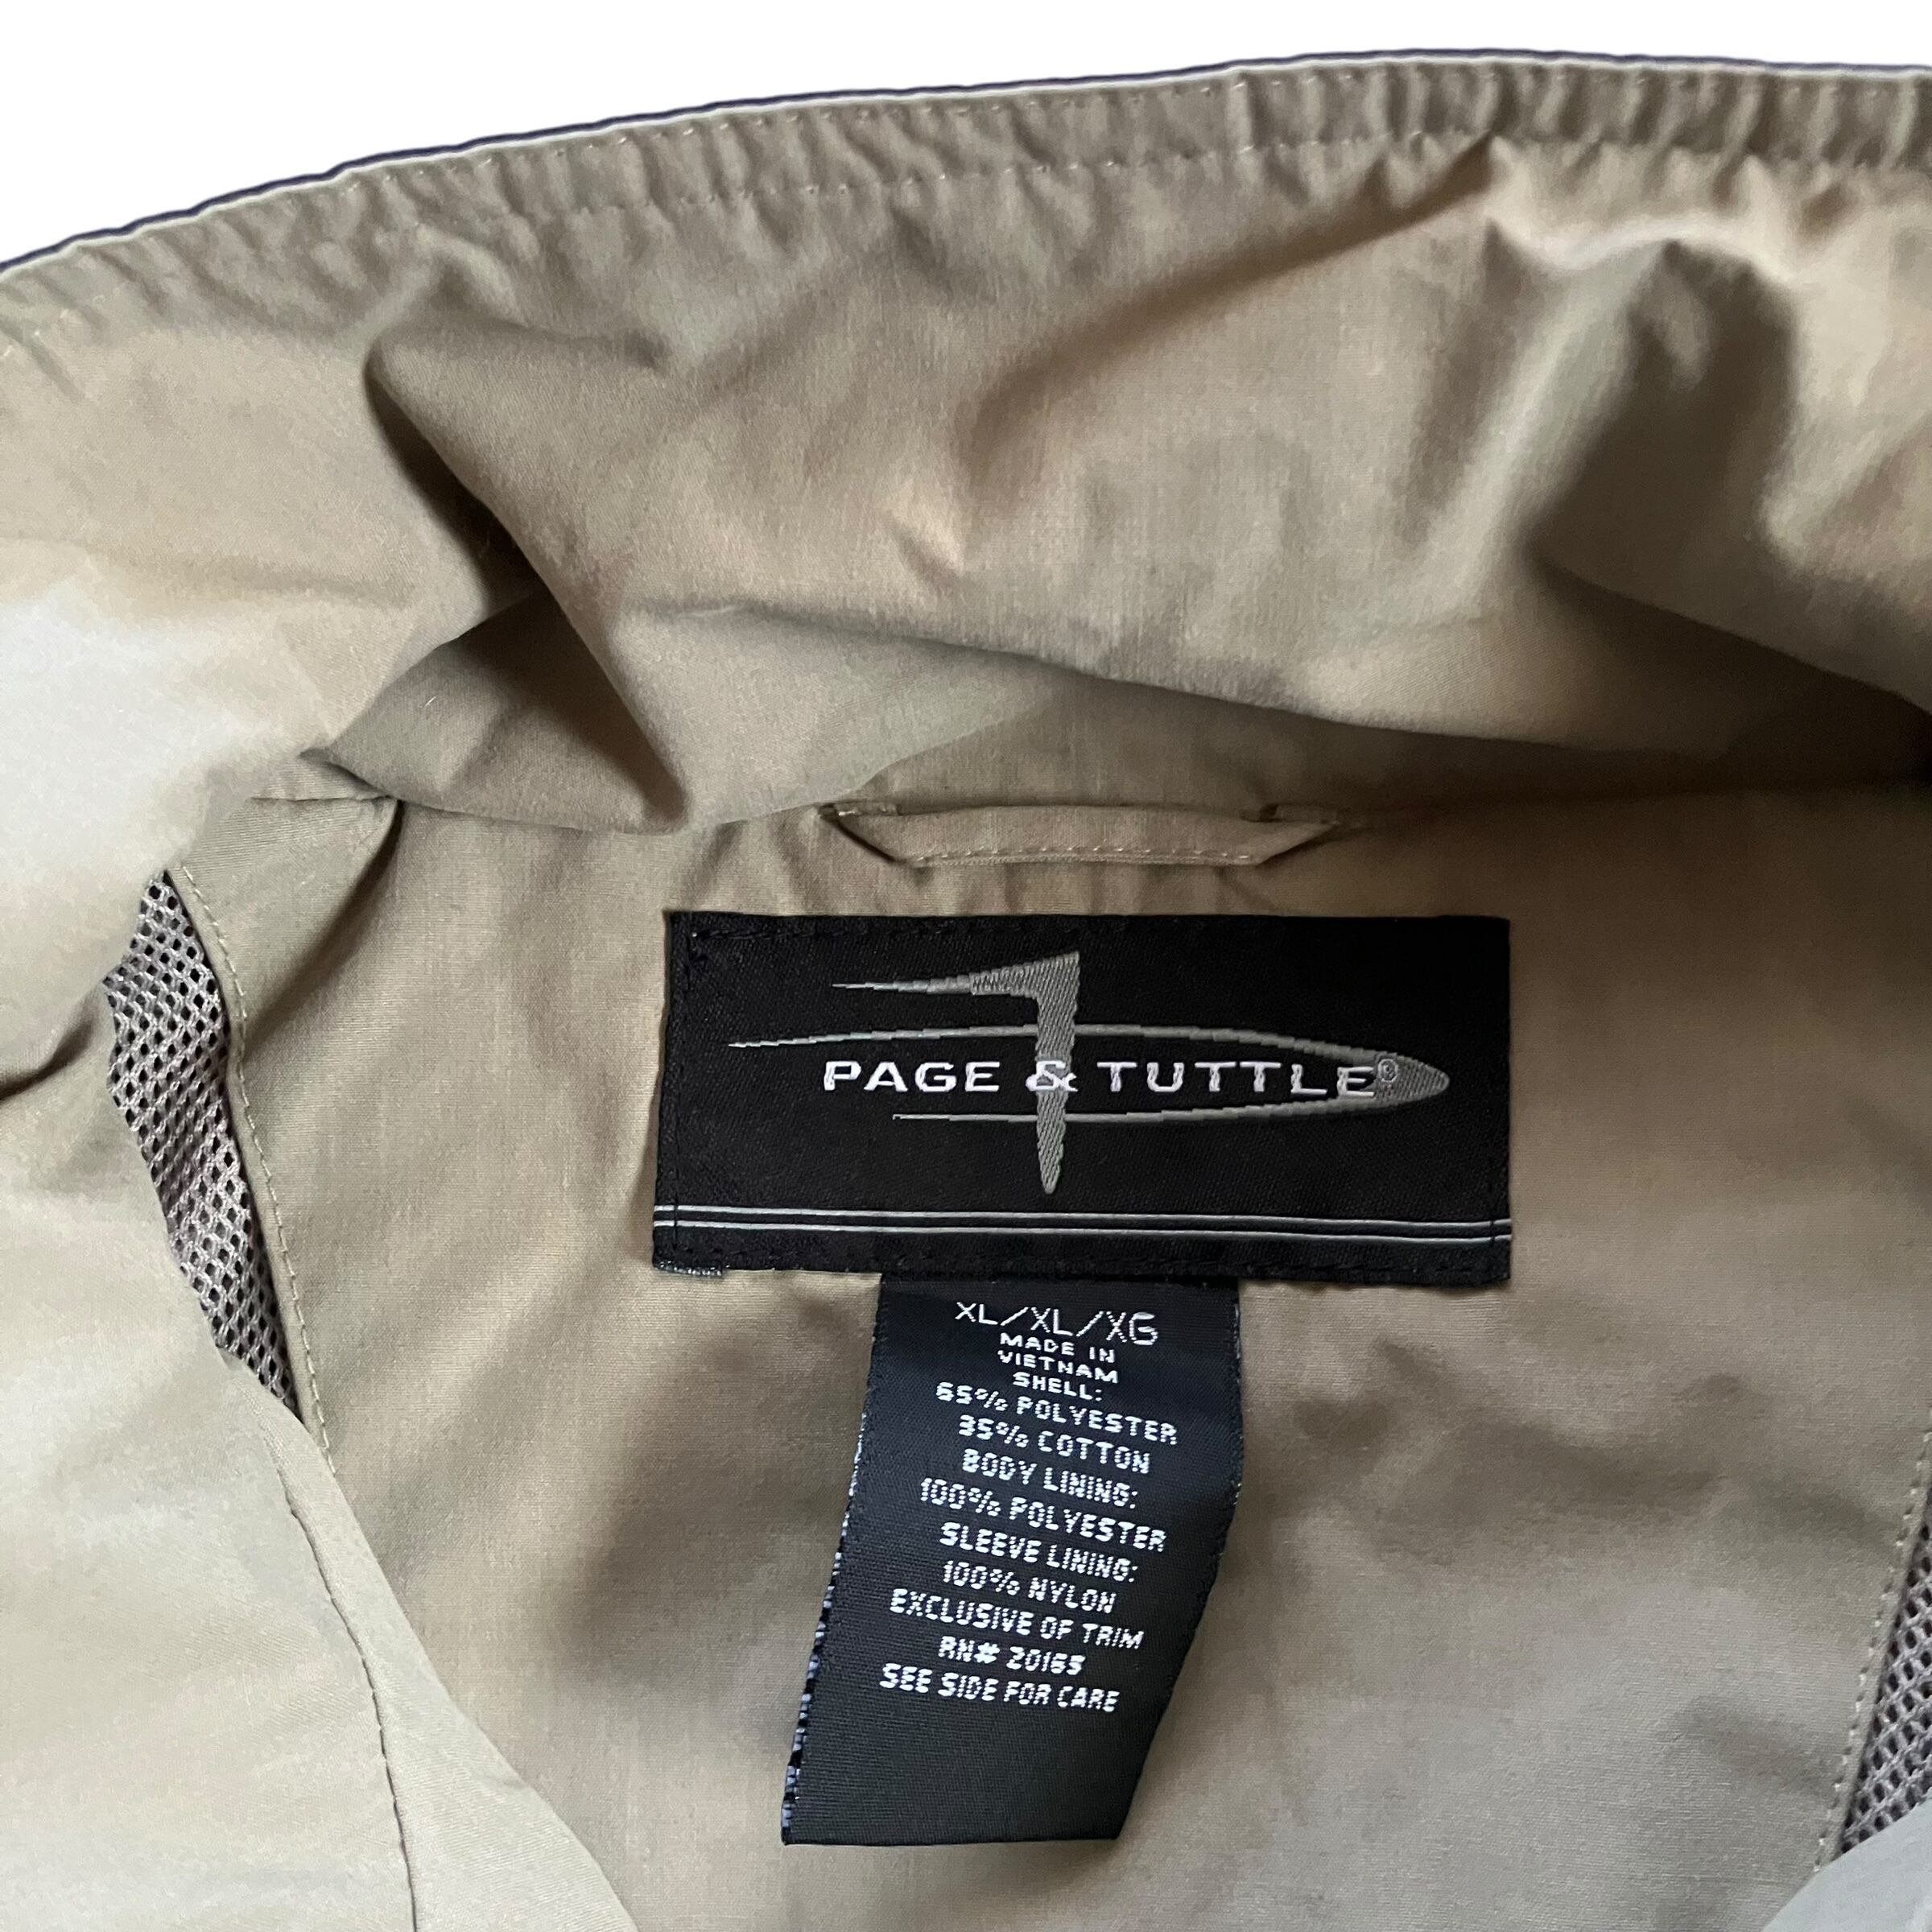 PAGE & TUTTLE®
XL/XL/XG
MADE IN
VIETNAM
SHELL:
65% POLYESTER
35% COTTON
BODY LINING:
100% POLYESTER
SLEEVE LINING:
100% NYLON
EXCLUSIVE OF TRIM
RN# 20165
SEE SIDE FOR CARE